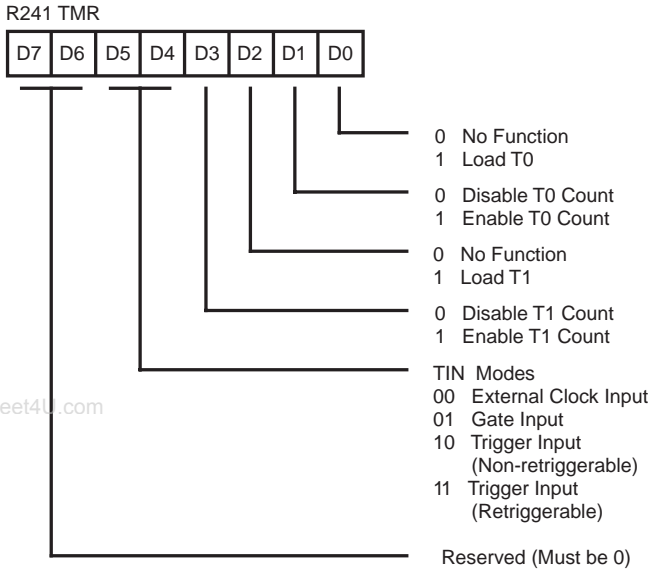 R241 TMR
D7 D6 D5 D4 D3 D2 D1 D0
0 No Function
1 Load T0
0 Disable T0 Count
1 Enable T0 Count
0 No Function
1 Load T1
0 Disable T1 Count
1 Enable T1 Count
TIN Modes
00 External Clock Input
01 Gate Input
10 Trigger Input
(Non-retriggerable)
11 Trigger Input
(Retriggerable)
eet4U.com
Reserved (Must be 0)